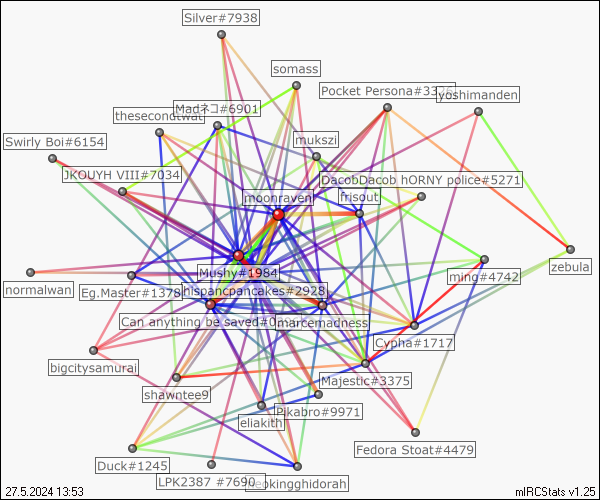 Silver#7938
somass
Pocket Persona#3326
yoshimanden
Madネコ#6901
thesecondtwat
mukszi
Swirly Boi#6154
JKOUYH VIII#7034
DacobDacob hORNY police#5271
moonraven
frisout
zebula
Mushy#1984
ming#4742
normalwan
Eg.Master#1378
hispancpancakes#2928
Can anything be saved#0
marcemadness
Cypha#1717
bigcitysamurai
Majestic#3375
shawntee9
Pikabro#9971
eliakith
Fedora Stoat#4479
Duck#1245
LPK2387 #7690
neokingghidorah
27.5.2024 13:53
mIRCStats v1.25